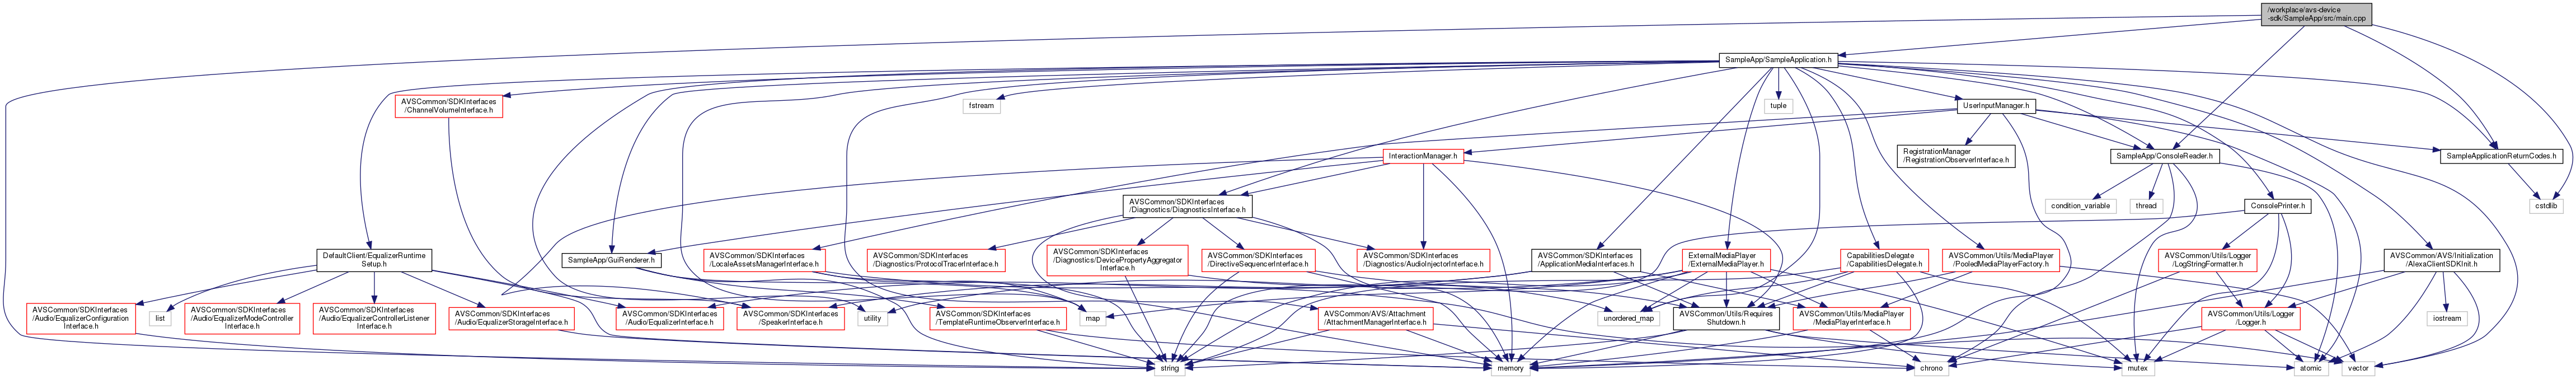 /workplace/avs-device
-sdk/SampleApp/src/main.cpp
SampleApp/SampleApplication.h
AVSCommon/SDKInterfaces
/ChannelVolumeInterface.h
fstream
tuple
UserInputManager.h
InteractionManager.h
RegistrationManager
/RegistrationObserverInterface.h
SampleApp/ConsoleReader.h
SampleApplicationReturnCodes.h
AVSCommon/SDKInterfaces
/Diagnostics/DiagnosticsInterface.h
condition_variable
thread
ConsolePrinter.h
cstdlib
DefaultClient/EqualizerRuntime
Setup.h
SampleApp/GuiRenderer.h
AVSCommon/SDKInterfaces
/LocaleAssetsManagerInterface.h
AVSCommon/SDKInterfaces
/Diagnostics/ProtocolTracerInterface.h
AVSCommon/SDKInterfaces
/Diagnostics/DevicePropertyAggregator
Interface.h
AVSCommon/SDKInterfaces
/DirectiveSequencerInterface.h
AVSCommon/SDKInterfaces
/Diagnostics/AudioInjectorInterface.h
AVSCommon/SDKInterfaces
/ApplicationMediaInterfaces.h
ExternalMediaPlayer
/ExternalMediaPlayer.h
CapabilitiesDelegate
/CapabilitiesDelegate.h
AVSCommon/Utils/MediaPlayer
/PooledMediaPlayerFactory.h
AVSCommon/Utils/Logger
/LogStringFormatter.h
AVSCommon/AVS/Initialization
/AlexaClientSDKInit.h
AVSCommon/SDKInterfaces
/Audio/EqualizerConfiguration
Interface.h
list
AVSCommon/SDKInterfaces
/Audio/EqualizerModeController
Interface.h
AVSCommon/SDKInterfaces
/Audio/EqualizerControllerListener
Interface.h
AVSCommon/SDKInterfaces
/Audio/EqualizerStorageInterface.h
AVSCommon/SDKInterfaces
/Audio/EqualizerInterface.h
AVSCommon/SDKInterfaces
/SpeakerInterface.h
utility
AVSCommon/SDKInterfaces
/TemplateRuntimeObserverInterface.h
map
AVSCommon/AVS/Attachment
/AttachmentManagerInterface.h
unordered_map
AVSCommon/Utils/Requires
Shutdown.h
AVSCommon/Utils/MediaPlayer
/MediaPlayerInterface.h
AVSCommon/Utils/Logger
/Logger.h
iostream
string
memory
chrono
mutex
atomic
vector